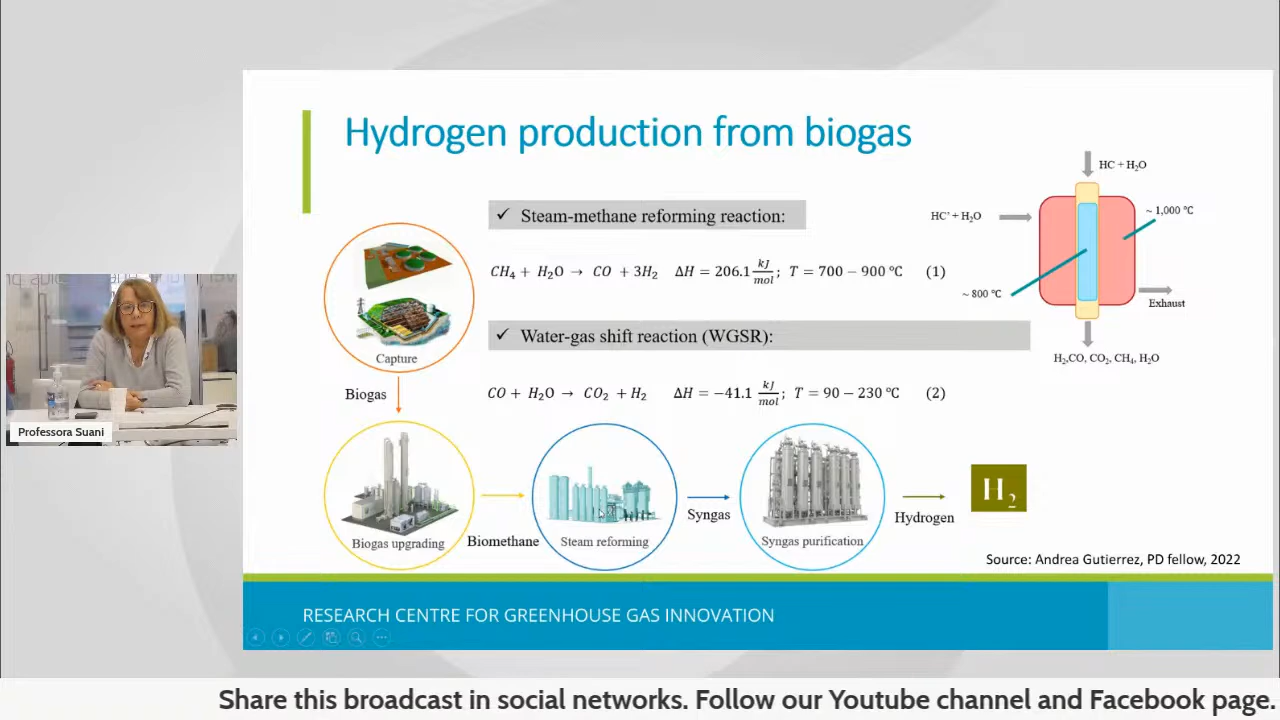 Hydrogen production from biogas
HC + H₂O
✓ Steam-methane reforming reaction:
HC' + H₂O
~ 1,000 °C
CH₄ + H₂O → CO + 3H₂ ΔH = 206.1 kJ/mol; T = 700 − 900 °C (1)
~ 800 °C
Exhaust
✓ Water-gas shift reaction (WGSR):
H₂,CO, CO₂, CH₄, H₂O
Capture
Biogas
CO + H₂O → CO₂ + H₂ ΔH = −41.1 kJ/mol; T = 90 − 230 °C (2)
Professora Suani
H₂
Syngas
Hydrogen
Biogas upgrading
Biomethane
Steam reforming
Syngas purification
Source: Andrea Gutierrez, PD fellow, 2022
RESEARCH CENTRE FOR GREENHOUSE GAS INNOVATION
Share this broadcast in social networks. Follow our Youtube channel and Facebook page.